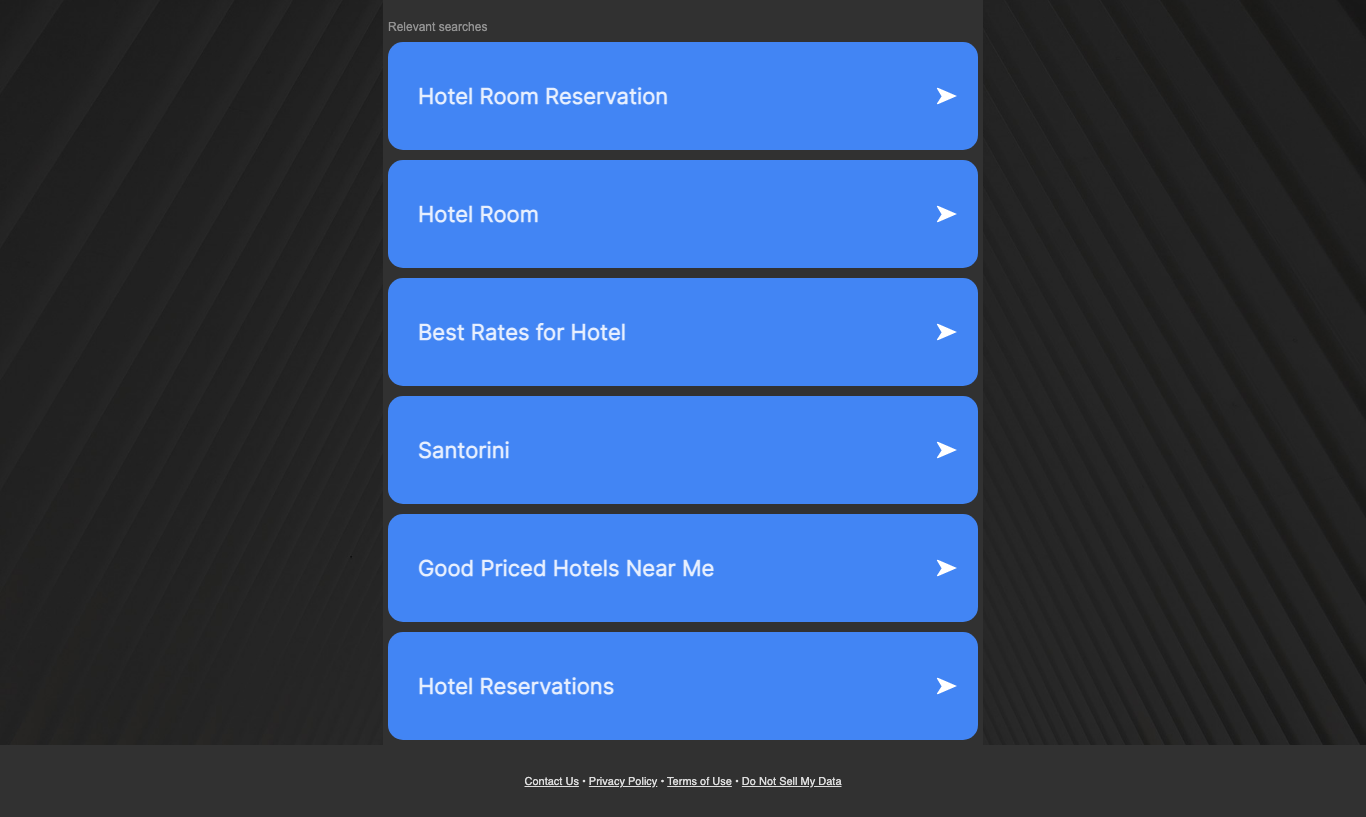 Relevant searches
Hotel Room Reservation
Hotel Room
Best Rates for Hotel
Santorini
Good Priced Hotels Near Me
Hotel Reservations
Contact Us • Privacy Policy • Terms of Use • Do Not Sell My Data